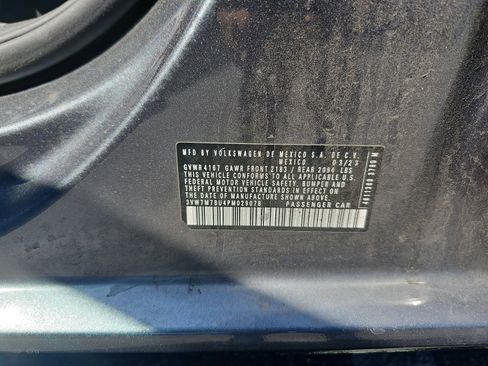 MFD BY VOLKSWAGEN DE MEXICO S.A. DE C.V.
MEXICO 03/23
GVWR 4167 GAWR FRONT 2183 / REAR 2094 LBS
THIS VEHICLE CONFORMS TO ALL APPLICABLE U.S.
FEDERAL MOTOR VEHICLE SAFETY, BUMPER AND
THEFT PREVENTION STANDARDS IN EFFECT ON
THE DATE OF MANUFACTURE SHOWN ABOVE.
3VW7M7BU4PM029078 PASSENGER CAR